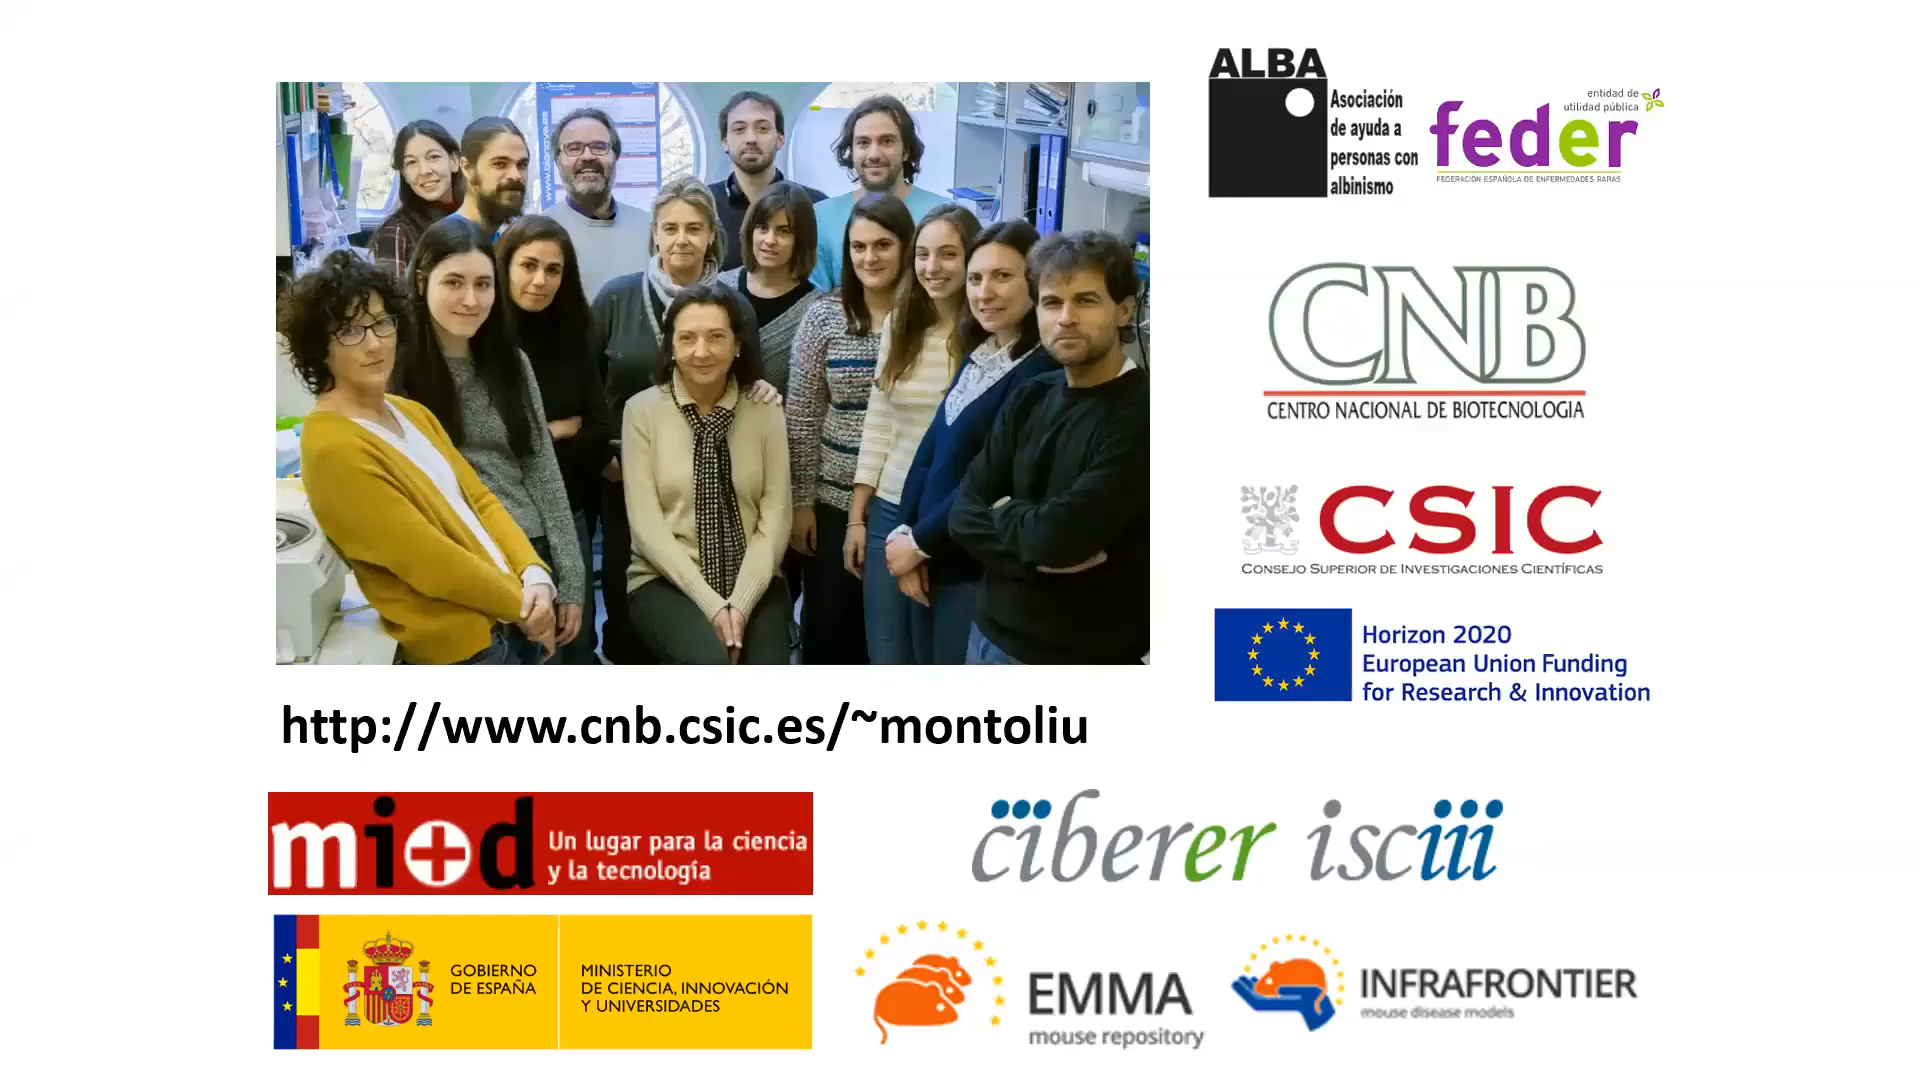 ALBA
Asociación
de ayuda a
personas con
albinismo
entidad de
utilidad pública
feder
FEDERACIÓN ESPAÑOLA DE ENFERMEDADES RARAS
www.bionova.es
CNB
CENTRO NACIONAL DE BIOTECNOLOGIA
CSIC
CONSEJO SUPERIOR DE INVESTIGACIONES CIENTÍFICAS
Horizon 2020
European Union Funding
for Research & Innovation
http://www.cnb.csic.es/~montoliu
mi+d
Un lugar para la ciencia
y la tecnología
ciberer isciii
GOBIERNO
DE ESPAÑA
MINISTERIO
DE CIENCIA, INNOVACIÓN
Y UNIVERSIDADES
EMMA
mouse repository
INFRAFRONTIER
mouse disease models